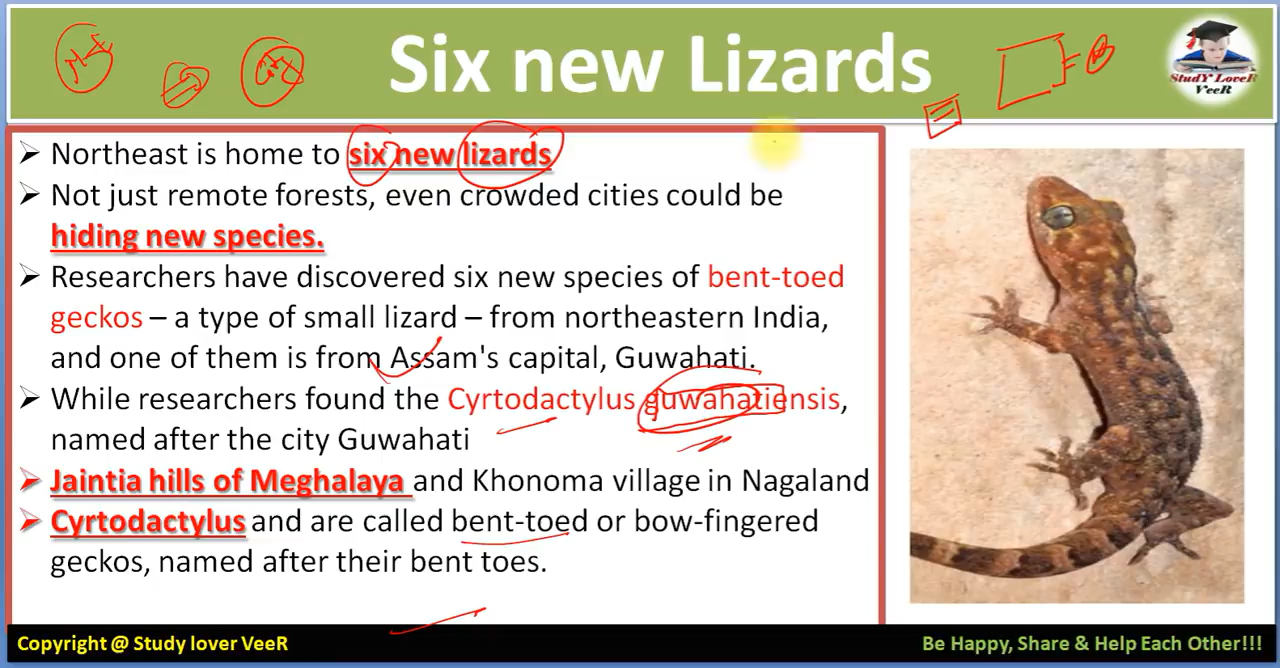 Six new Lizards
StudY LoveR
VeeR
➢ Northeast is home to six new lizards
➢ Not just remote forests, even crowded cities could be
hiding new species.
➢ Researchers have discovered six new species of bent-toed
geckos – a type of small lizard – from northeastern India,
and one of them is from Assam's capital, Guwahati.
➢ While researchers found the Cyrtodactylus guwahatiensis,
named after the city Guwahati
➢ Jaintia hills of Meghalaya and Khonoma village in Nagaland
➢ Cyrtodactylus and are called bent-toed or bow-fingered
geckos, named after their bent toes.
Copyright @ Study lover VeeR
Be Happy, Share & Help Each Other!!!